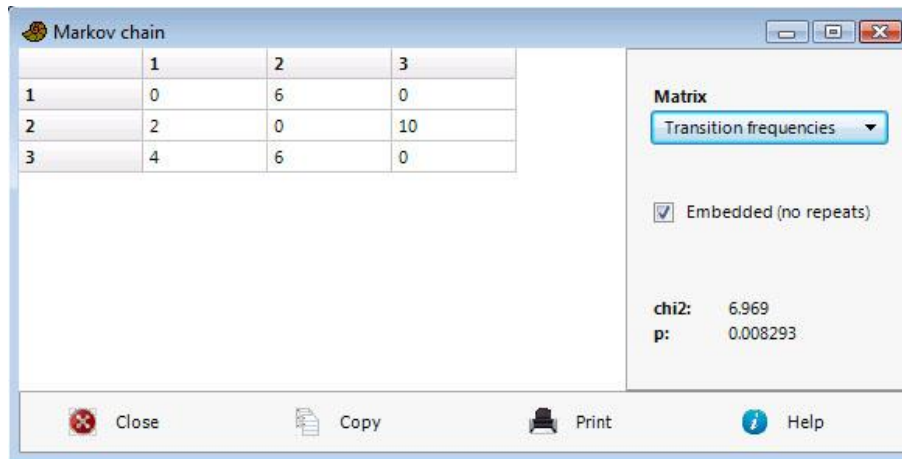 Markov chain
1 2 3
1 0 6 0
2 2 0 10
3 4 6 0
Matrix
Transition frequencies
Embedded (no repeats)
chi2: 6.969
p: 0.008293
Close Copy Print Help